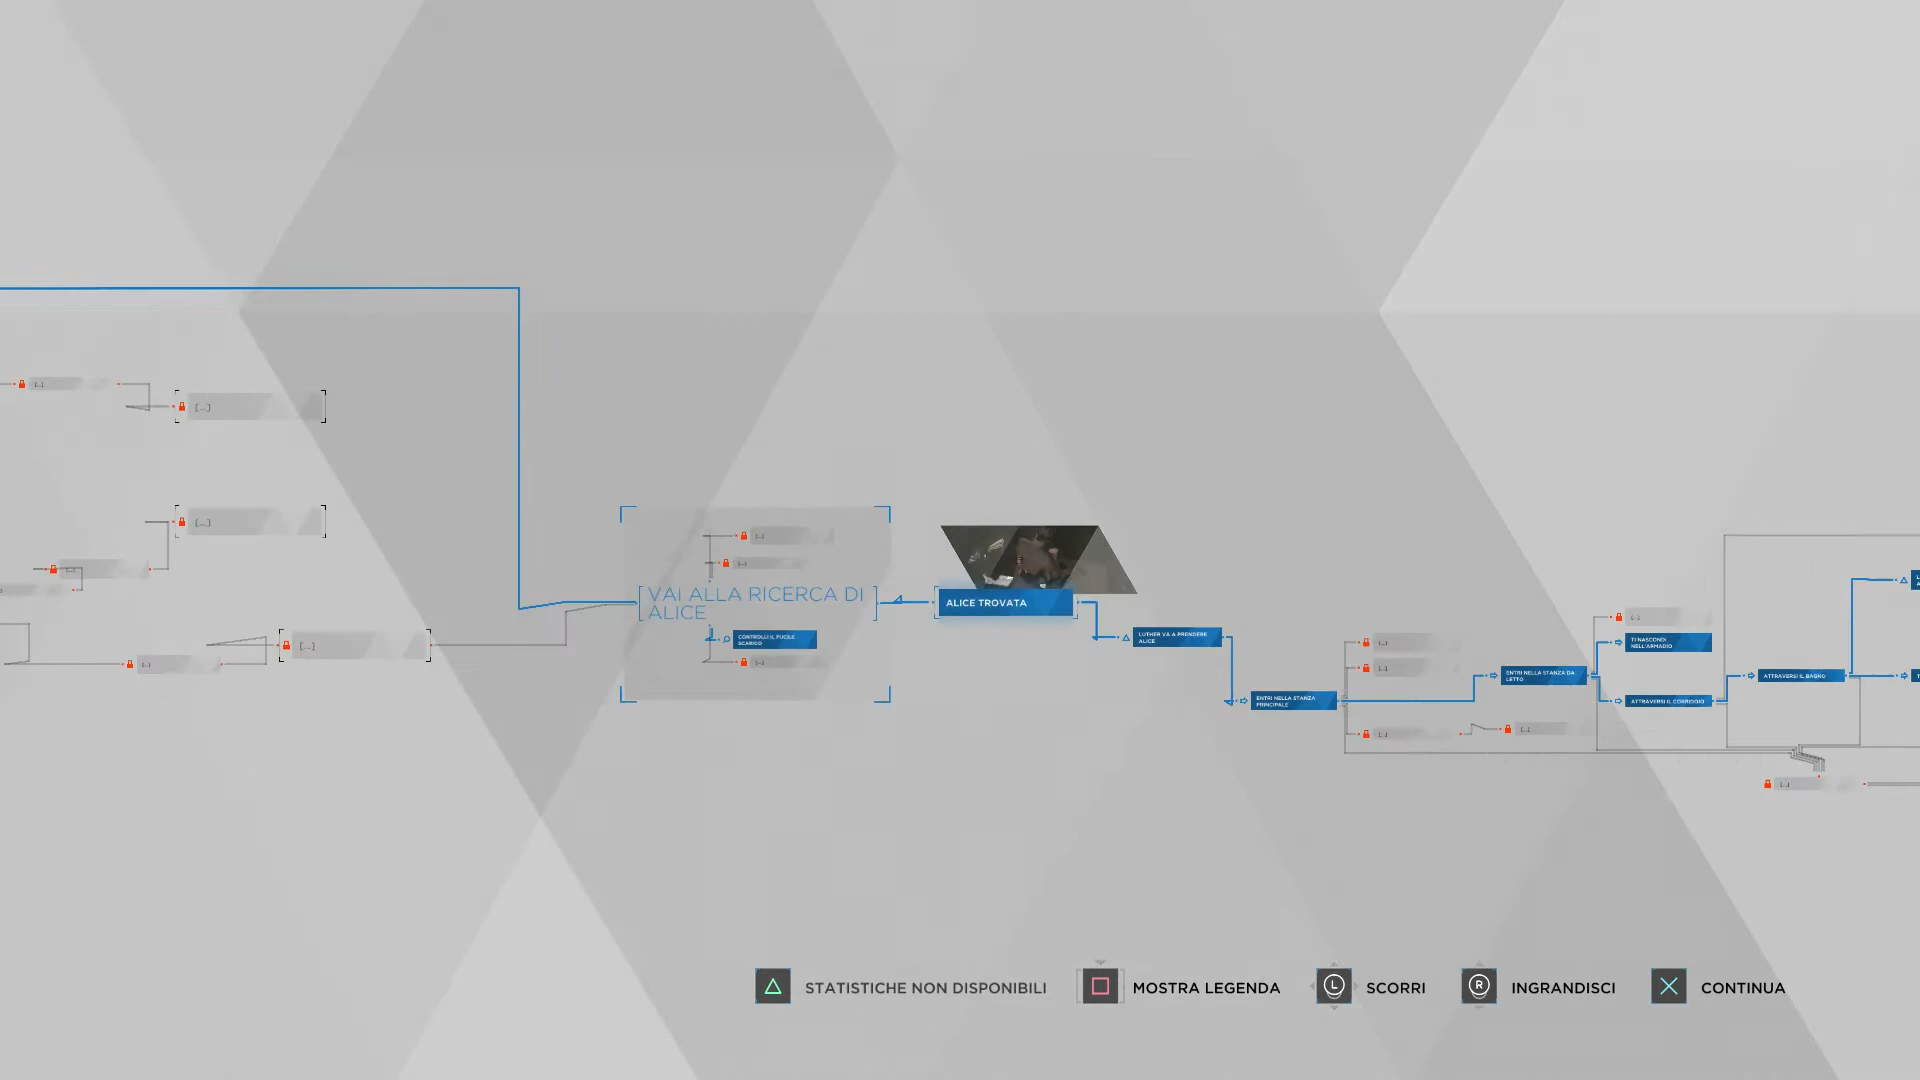 [...]
[...]
[...]
[...]
[...]
[...]
[...]
VAI ALLA RICERCA DI
ALICE
CONTROLLI IL FUCILE
SCARICO
[...]
ALICE TROVATA
LUTHER VA A PRENDERE
ALICE
ENTRI NELLA STANZA
PRINCIPALE
[...]
[...]
[...]
[...]
ENTRI NELLA STANZA DA
LETTO
[...]
TI NASCONDI
NELL'ARMADIO
ATTRAVERSI IL CORRIDOIO
ATTRAVERSI IL BAGNO
[...]
STATISTICHE NON DISPONIBILI
MOSTRA LEGENDA
L
SCORRI
R
INGRANDISCI
CONTINUA